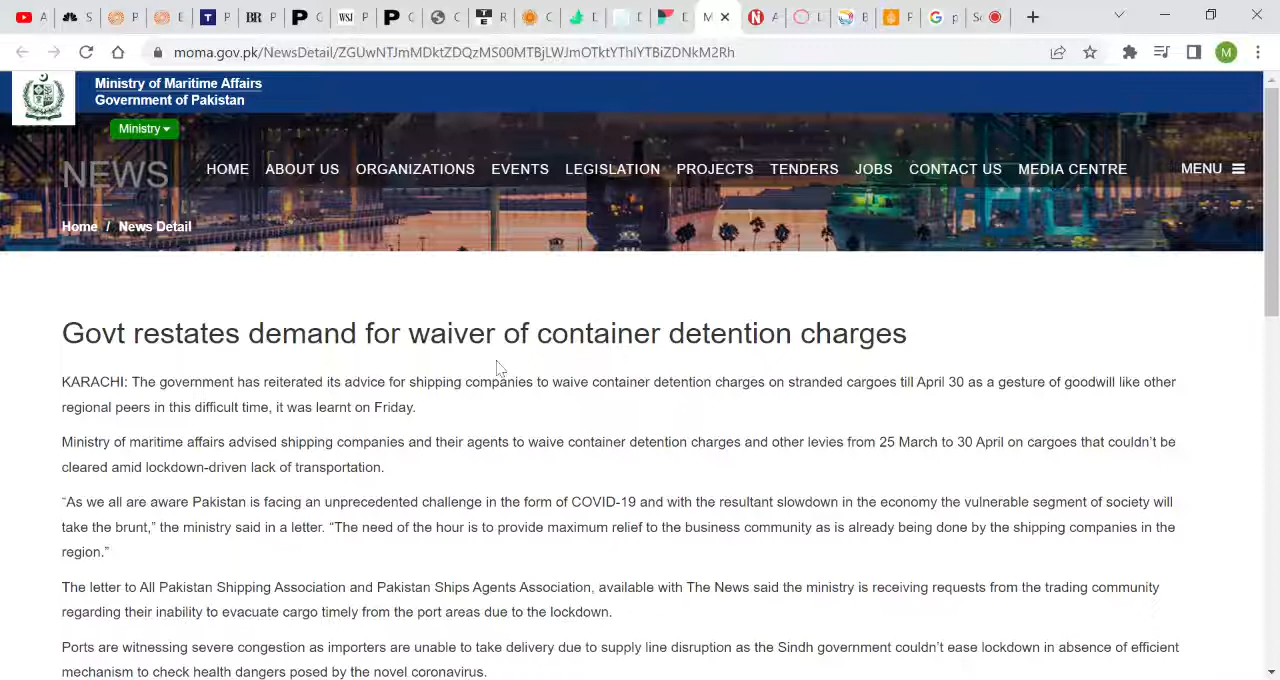 A
S
P
E
T P
BR P
P C
WSJ P
P C
C
TE R
C
D
D
D
M
N A
L
B
P
G p
Sc
moma.gov.pk/NewsDetail/ZGUwNTJmMDktZDQzMS00MTBjLWJmOTktYThlYTBiZDNkM2Rh
M
Ministry of Maritime Affairs
Government of Pakistan
Ministry
NEWS
HOME ABOUT US ORGANIZATIONS EVENTS LEGISLATION PROJECTS TENDERS JOBS CONTACT US MEDIA CENTRE MENU
Home / News Detail
Govt restates demand for waiver of container detention charges
KARACHI: The government has reiterated its advice for shipping companies to waive container detention charges on stranded cargoes till April 30 as a gesture of goodwill like other
regional peers in this difficult time, it was learnt on Friday.
Ministry of maritime affairs advised shipping companies and their agents to waive container detention charges and other levies from 25 March to 30 April on cargoes that couldn’t be
cleared amid lockdown-driven lack of transportation.
“As we all are aware Pakistan is facing an unprecedented challenge in the form of COVID-19 and with the resultant slowdown in the economy the vulnerable segment of society will
take the brunt,” the ministry said in a letter. “The need of the hour is to provide maximum relief to the business community as is already being done by the shipping companies in the
region.”
The letter to All Pakistan Shipping Association and Pakistan Ships Agents Association, available with The News said the ministry is receiving requests from the trading community
regarding their inability to evacuate cargo timely from the port areas due to the lockdown.
Ports are witnessing severe congestion as importers are unable to take delivery due to supply line disruption as the Sindh government couldn’t ease lockdown in absence of efficient
mechanism to check health dangers posed by the novel coronavirus.